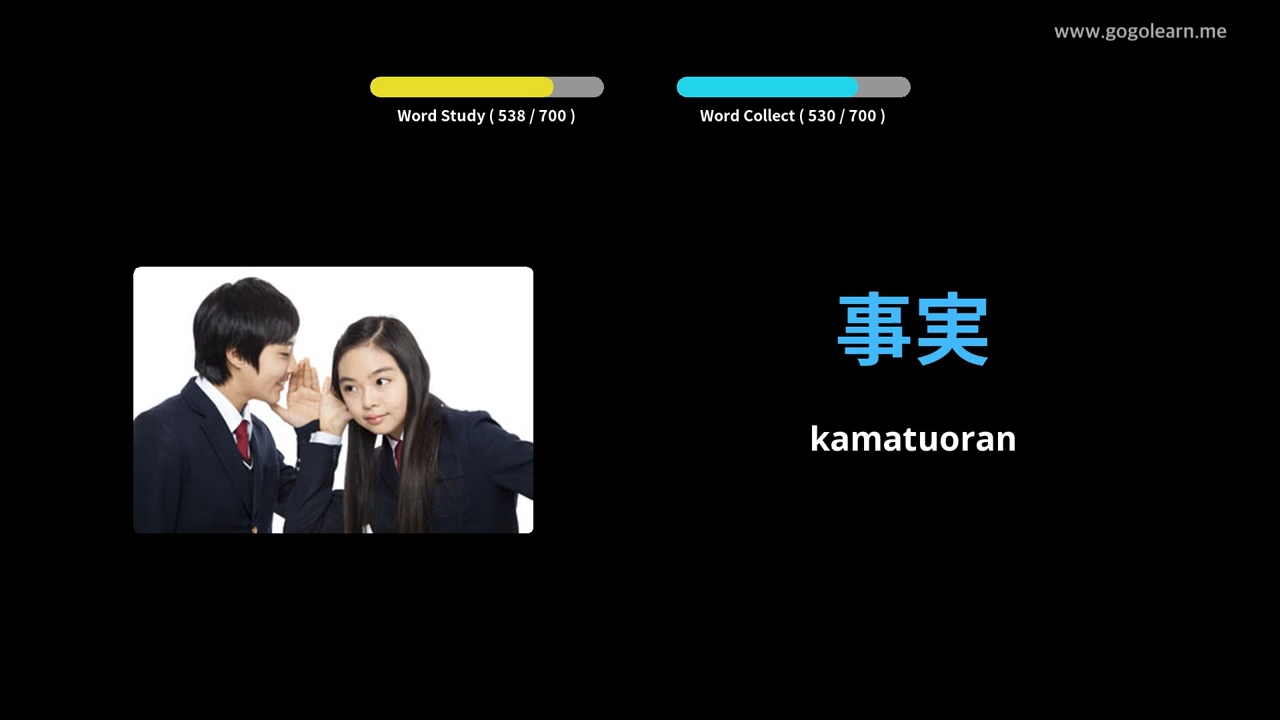 www.gogolearn.me
Word Study ( 538 / 700 )
Word Collect ( 530 / 700 )
事実
kamatuoran